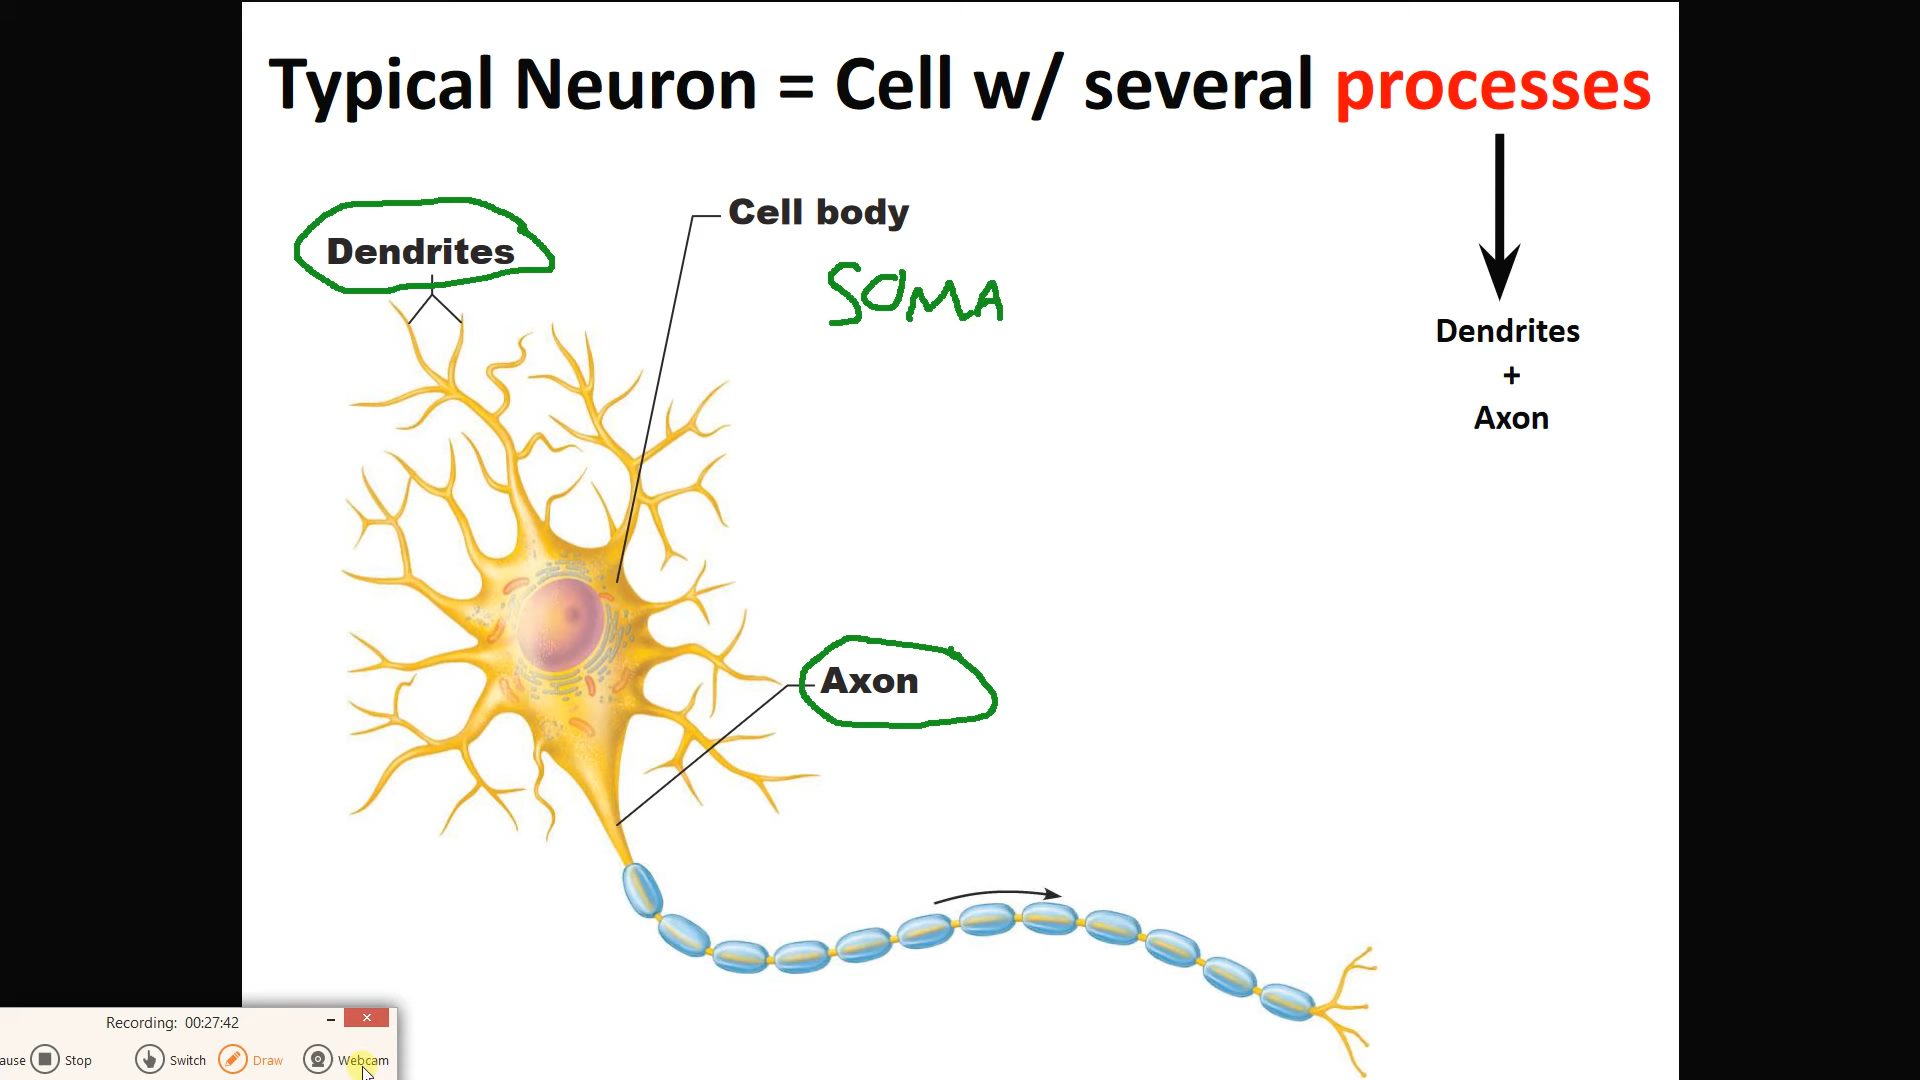 Typical Neuron = Cell w/ several processes
Cell body
Dendrites
SOMA
Dendrites
+
Axon
Axon
Recording: 00:27:42
ause Stop Switch Draw Webcam